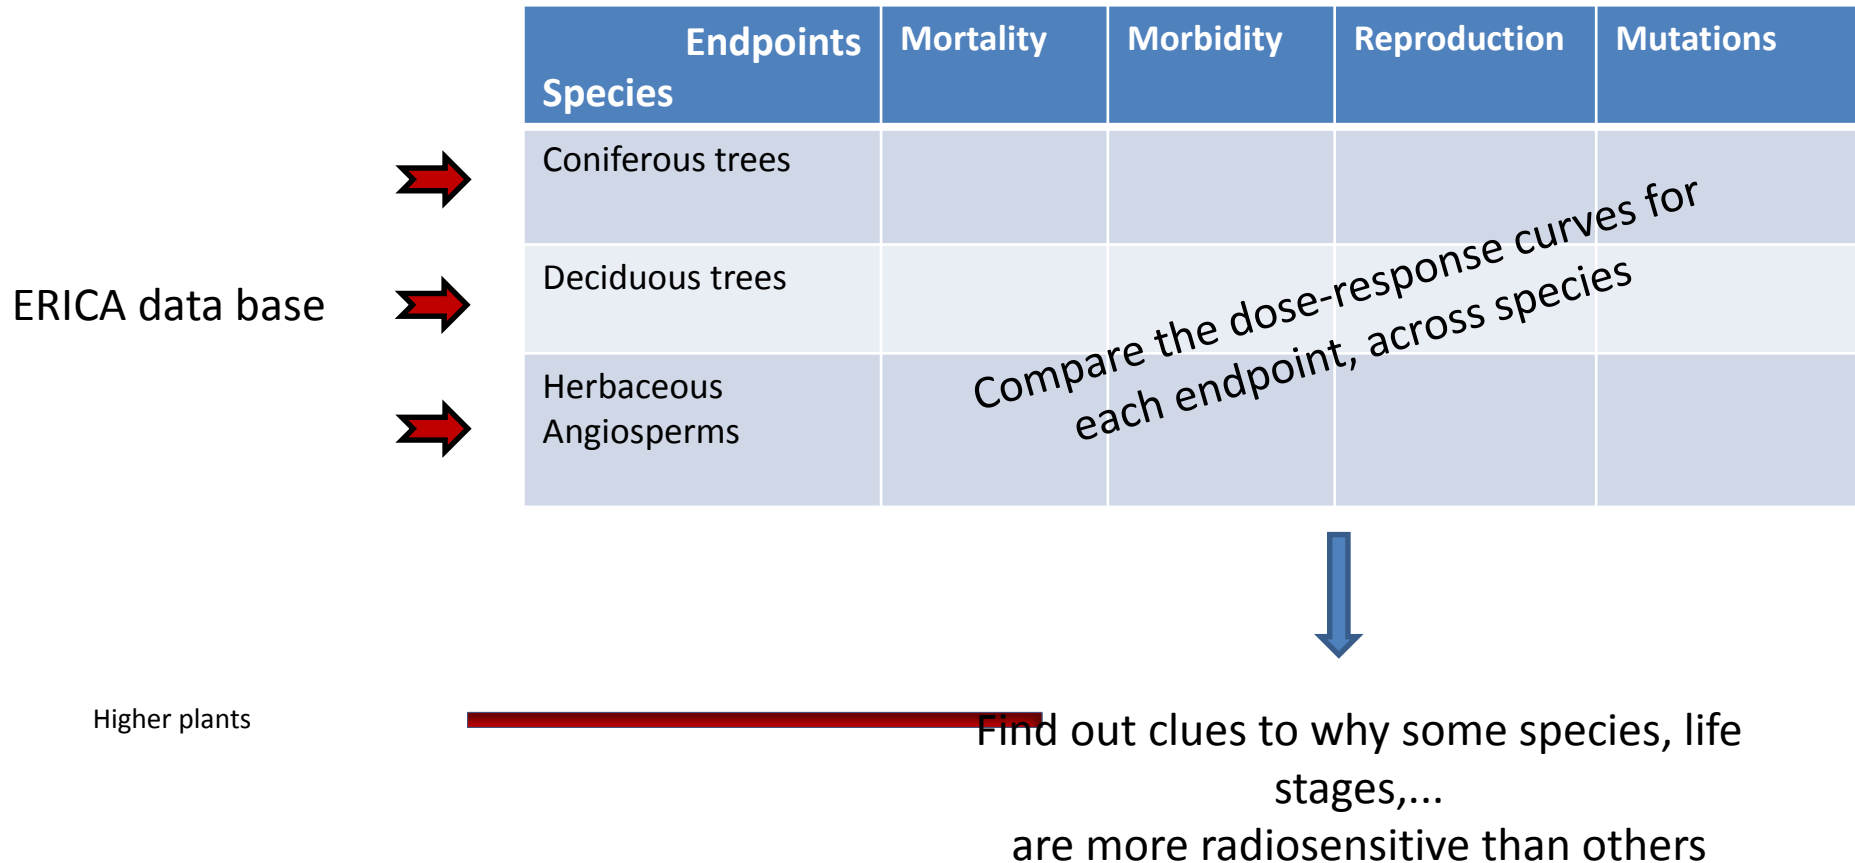 Endpoints
Species
Mortality
Morbidity
Reproduction
Mutations
Coniferous trees
Deciduous trees
Herbaceous
Angiosperms
ERICA data base
Compare the dose-response curves for
each endpoint, across species
Higher plants
Find out clues to why some species, life
stages,...
are more radiosensitive than others